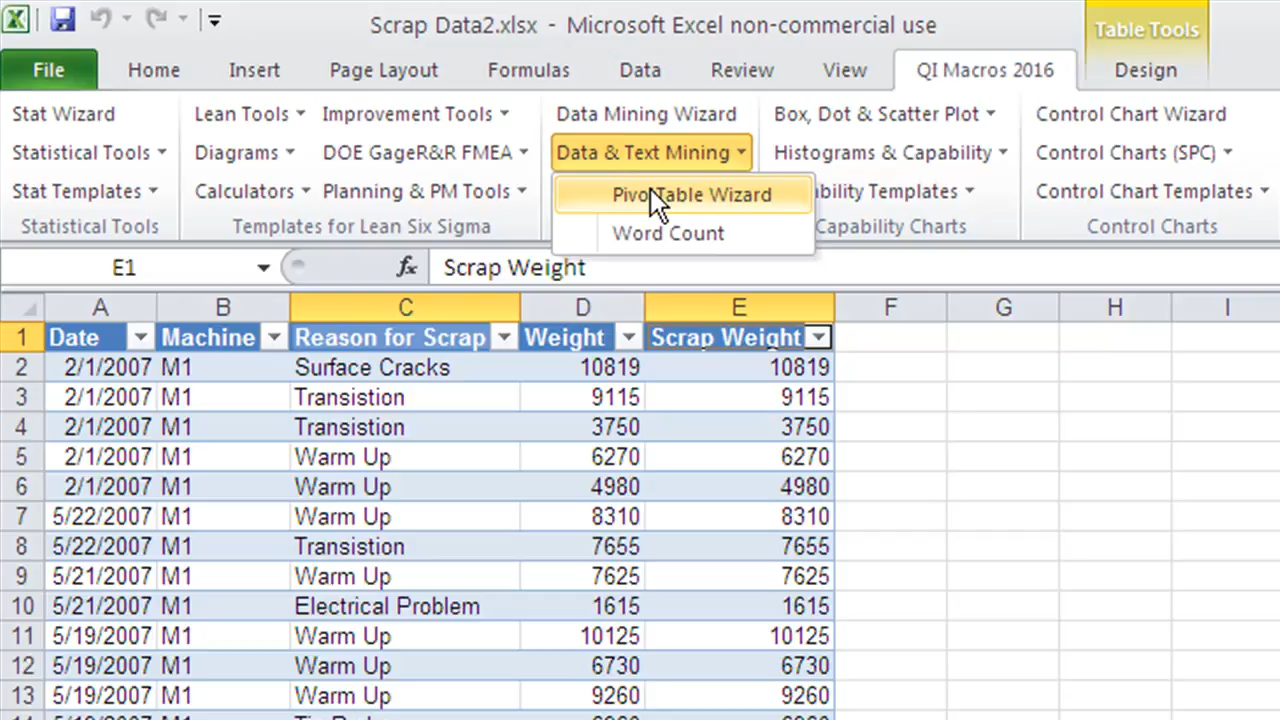 Scrap Data2.xlsx - Microsoft Excel non-commercial use
Table Tools
File Home Insert Page Layout Formulas Data Review View QI Macros 2016 Design
Stat Wizard Lean Tools Improvement Tools Data Mining Wizard Box, Dot & Scatter Plot Control Chart Wizard
Statistical Tools Diagrams DOE GageR&R FMEA Data & Text Mining Histograms & Capability Control Charts (SPC)
Stat Templates Calculators Planning & PM Tools PivotTable Wizard ability Templates Control Chart Templates
Statistical Tools Templates for Lean Six Sigma Word Count Capability Charts Control Charts
E1 fx Scrap Weight
A B C D E F G H I
1 Date Machine Reason for Scrap Weight Scrap Weight
2 2/1/2007 M1 Surface Cracks 10819 10819
3 2/1/2007 M1 Transistion 9115 9115
4 2/1/2007 M1 Transistion 3750 3750
5 2/1/2007 M1 Warm Up 6270 6270
6 2/1/2007 M1 Warm Up 4980 4980
7 5/22/2007 M1 Warm Up 8310 8310
8 5/22/2007 M1 Transistion 7655 7655
9 5/21/2007 M1 Warm Up 7625 7625
10 5/21/2007 M1 Electrical Problem 1615 1615
11 5/19/2007 M1 Warm Up 10125 10125
12 5/19/2007 M1 Warm Up 6730 6730
13 5/19/2007 M1 Warm Up 9260 9260